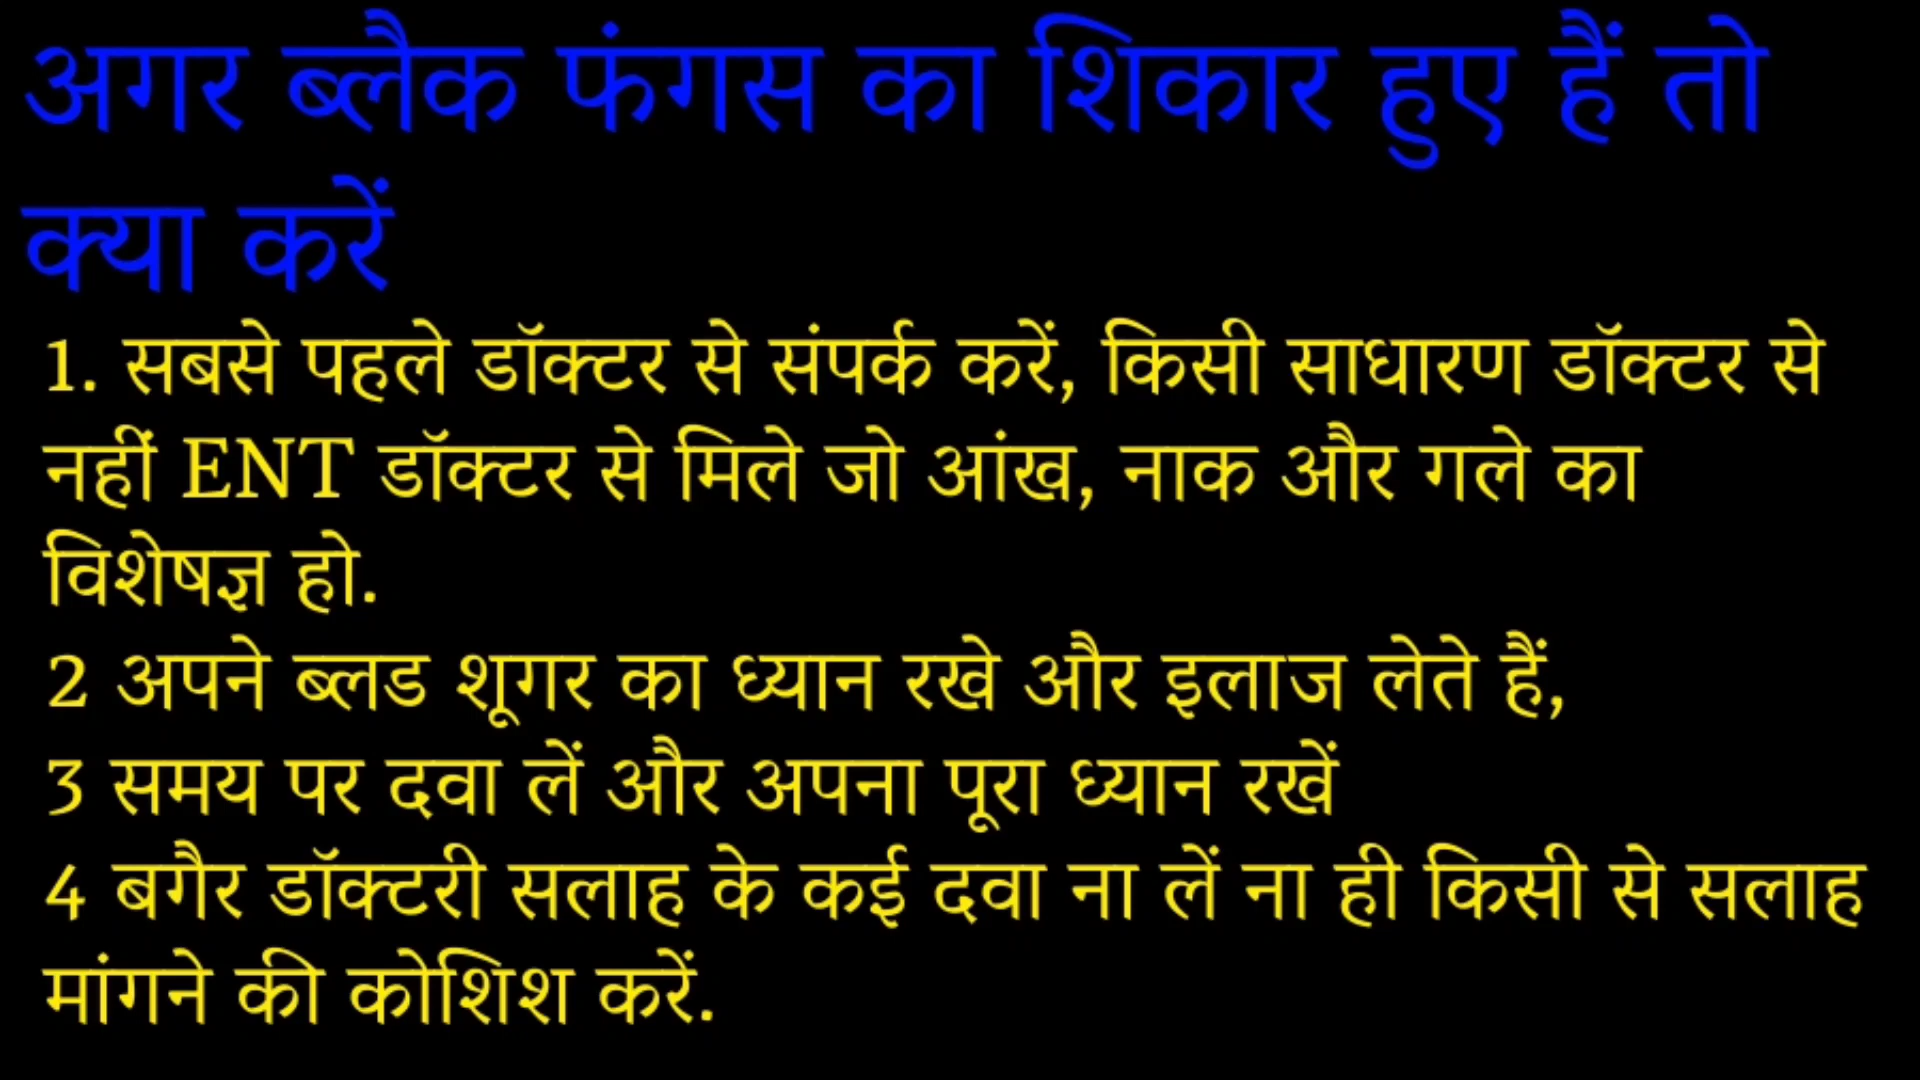 अगर ब्लैक फंगस का शिकार हुए हैं तो
क्या करें
1. सबसे पहले डॉक्टर से संपर्क करें, किसी साधारण डॉक्टर से
नहीं ENT डॉक्टर से मिले जो आंख, नाक और गले का
विशेषज्ञ हो.
2 अपने ब्लड शूगर का ध्यान रखे और इलाज लेते हैं,
3 समय पर दवा लें और अपना पूरा ध्यान रखें
4 बगैर डॉक्टरी सलाह के कई दवा ना लें ना ही किसी से सलाह
मांगने की कोशिश करें.